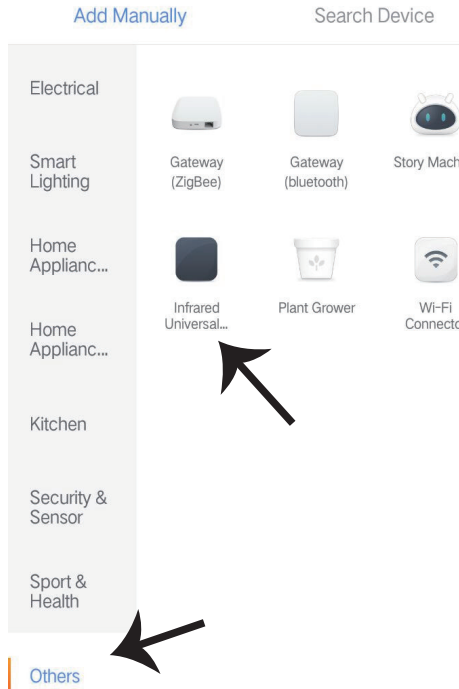 Add Manually
Search Device
Electrical
Smart
Lighting
Home
Applianc...
Home
Applianc...
Kitchen
Security &
Sensor
Sport &
Health
Others
Gateway
(ZigBee)
Gateway
(bluetooth)
Story Mach
Infrared
Universal...
Plant Grower
Wi-Fi
Connecto